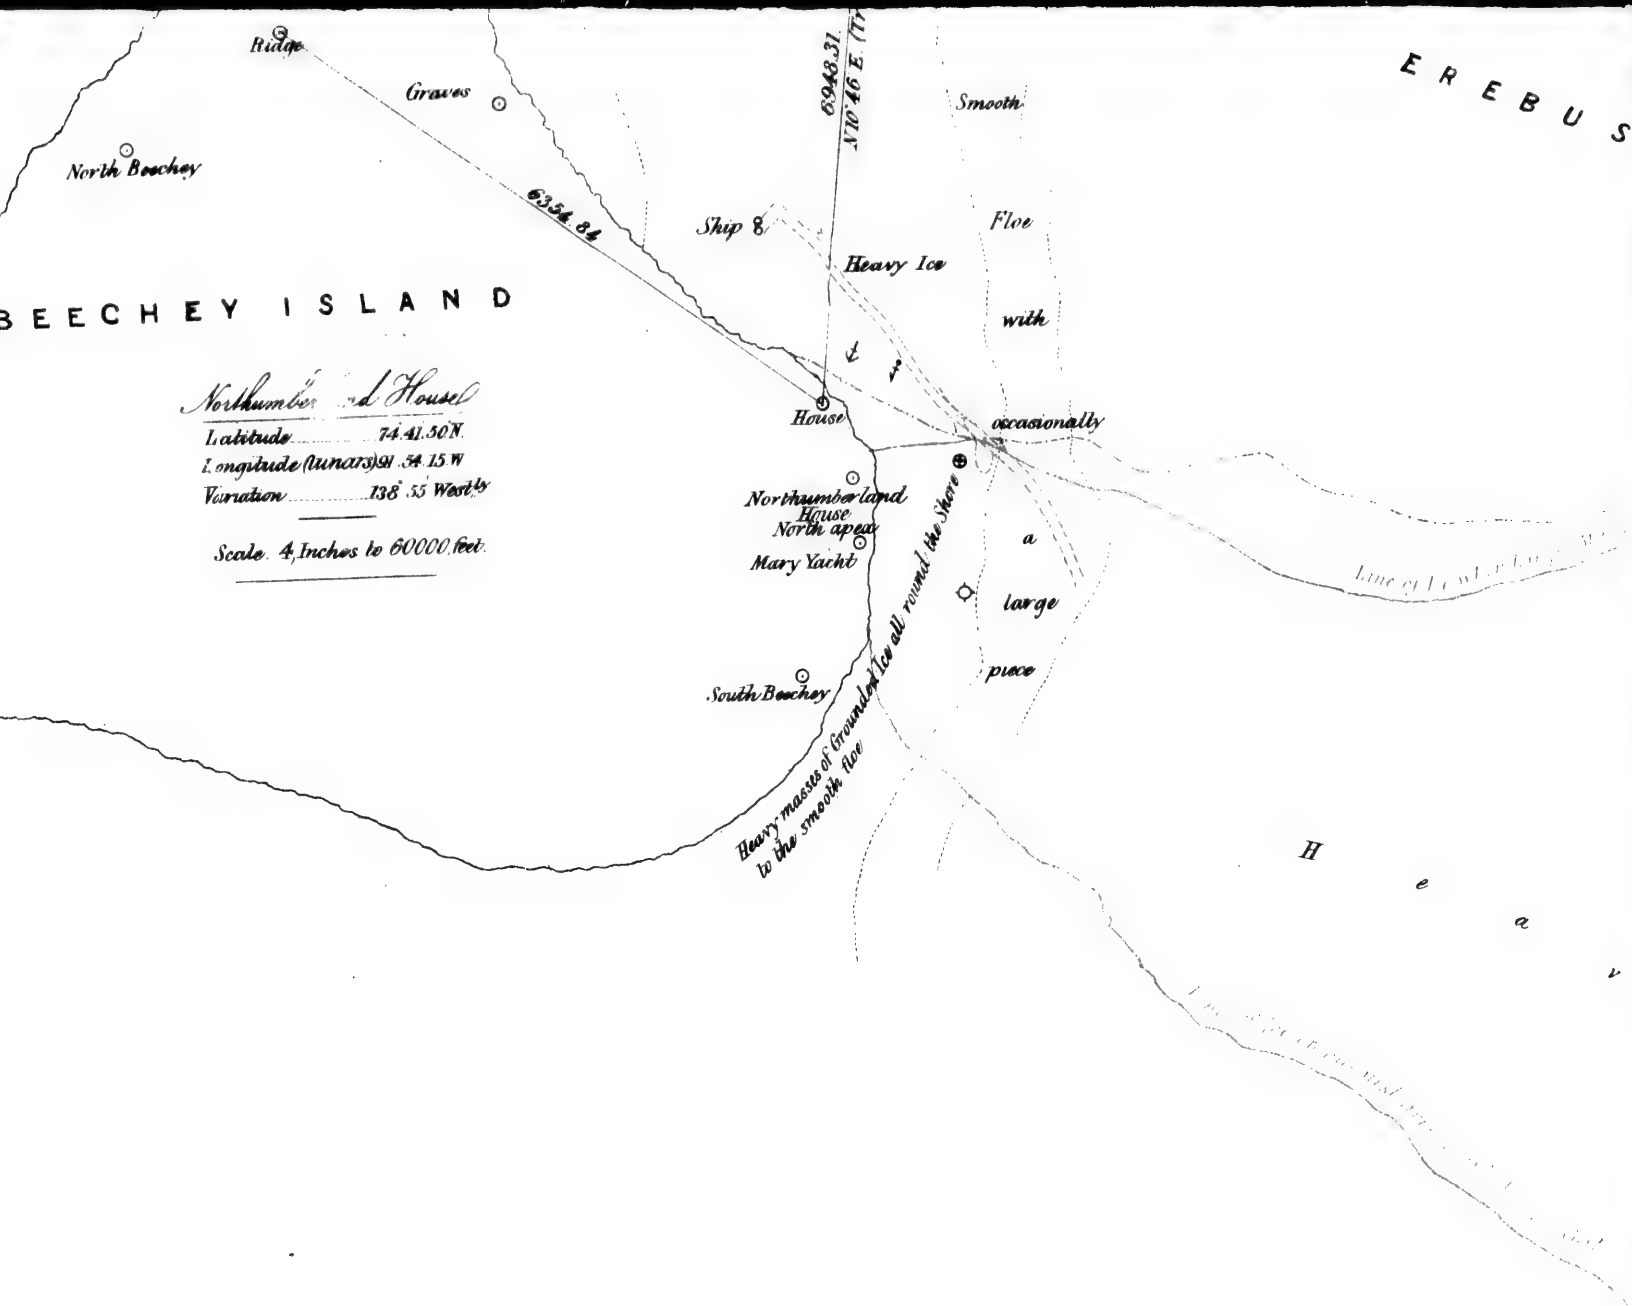 Ridge
Graves
North Beechey
6948.31
N10°46 E. (Tr
Smooth
EREBUS
6354.84
Ship
Heavy Ice
Floe
with
BEECHEY ISLAND
House
Latitude 74.41.50 N.
Longitude (lunars) 91.54.15 W
Variation 138° 55' Westly
Scale. 4 Inches to 60000 feet.
House
occasionally
Northumberland
House
North apex
Mary Yacht
a
large
piece
South Beechey
Heavy masses of Grounded Ice all round the Shore
to the smooth floe
Line of
H e a v